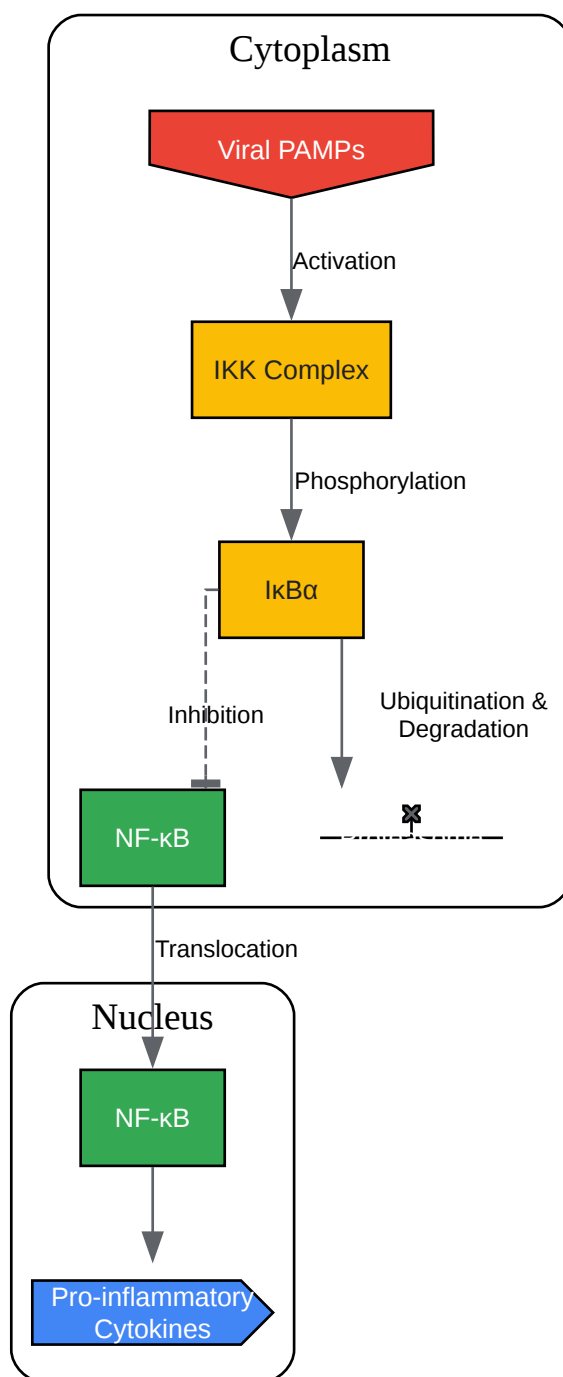 Cytoplasm
Viral PAMPs
Activation
IKK Complex
Phosphorylation
IκBα
Inhibition
Ubiquitination &
Degradation
NF-κB
Translocation
Nucleus
NF-κB
Pro-inflammatory
Cytokines